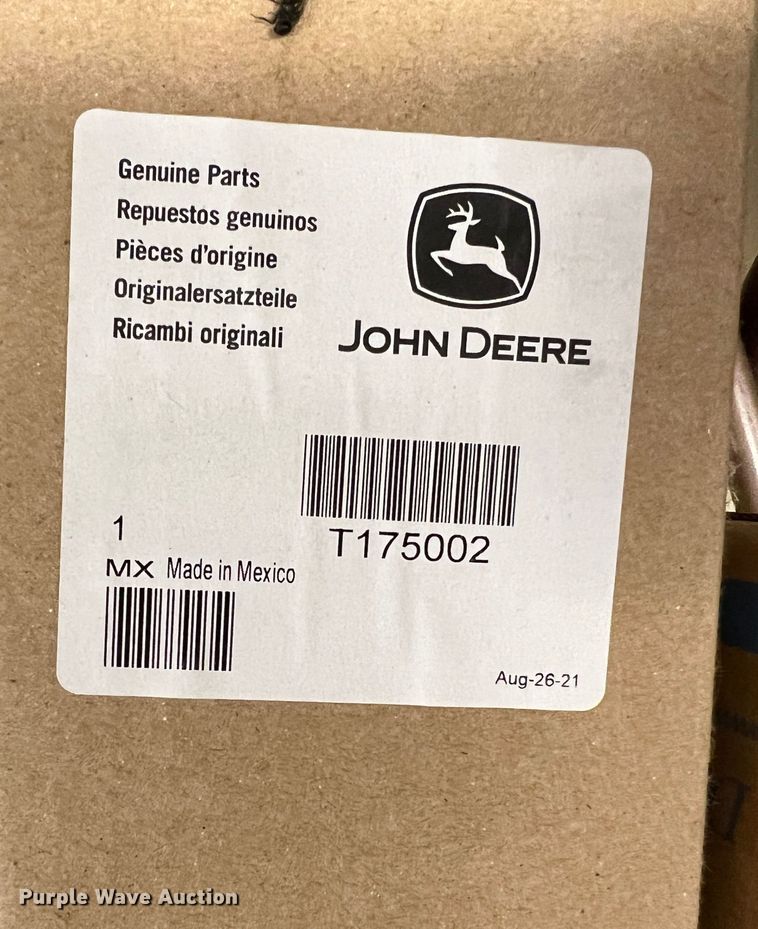 Genuine Parts
Repuestos genuinos
Pièces d'origine
Originalersatzteile
Ricambi originali
JOHN DEERE
T175002
1
MX Made in Mexico
Aug-26-21
Purple Wave Auction